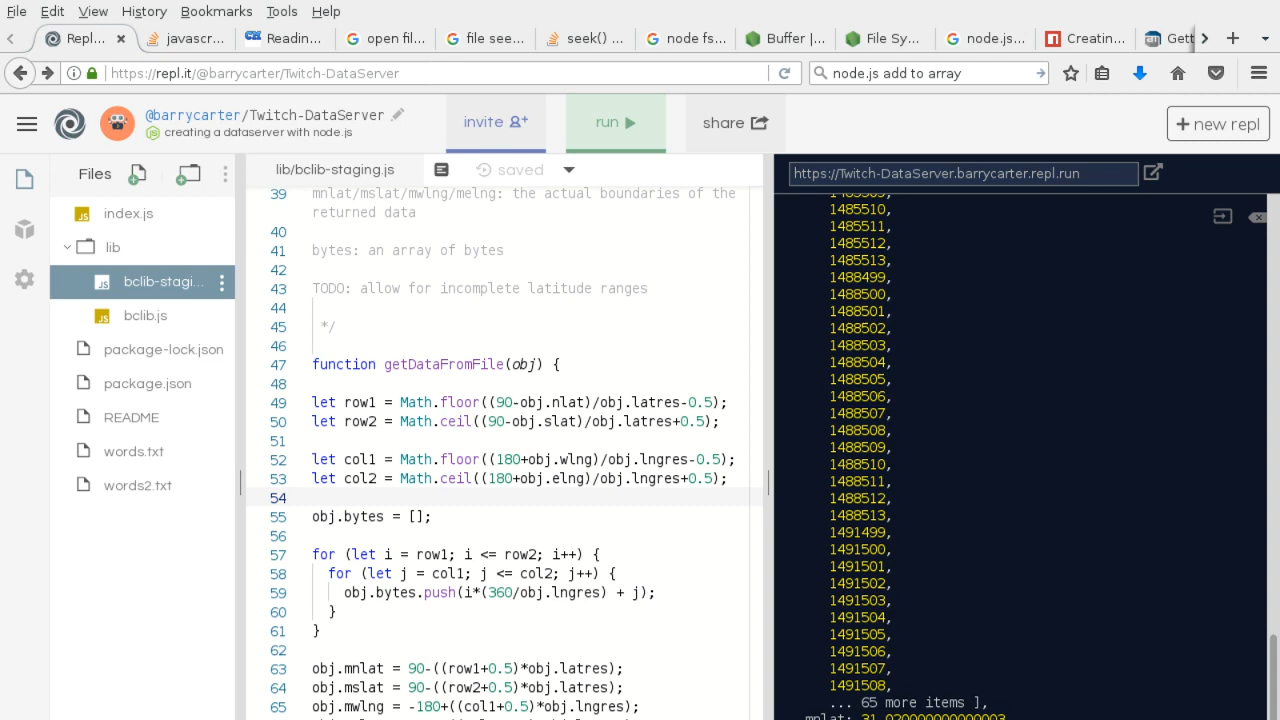 File Edit View History Bookmarks Tools Help
Repl... javascr... Readin... open fil... file see... seek() ... node fs... Buffer |... File Sy... node.js... Creatin... Gett
https://repl.it/@barrycarter/Twitch-DataServer
node.js add to array
@barrycarter/Twitch-DataServer
creating a dataserver with node.js
invite
run
share
+ new repl
Files
index.js
lib
bclib-stagi...
bclib.js
package-lock.json
package.json
README
words.txt
words2.txt
lib/bclib-staging.js
saved
39 mnlat/mslat/mwlng/melng: the actual boundaries of the
returned data
40
41 bytes: an array of bytes
42
43 TODO: allow for incomplete latitude ranges
44
45 */
46
47 function getDataFromFile(obj) {
48
49 let row1 = Math.floor((90-obj.nlat)/obj.latres-0.5);
50 let row2 = Math.ceil((90-obj.slat)/obj.latres+0.5);
51
52 let col1 = Math.floor((180+obj.wlng)/obj.lngres-0.5);
53 let col2 = Math.ceil((180+obj.elng)/obj.lngres+0.5);
54
55 obj.bytes = [];
56
57 for (let i = row1; i <= row2; i++) {
58 for (let j = col1; j <= col2; j++) {
59 obj.bytes.push(i*(360/obj.lngres) + j);
60 }
61 }
62
63 obj.mnlat = 90-((row1+0.5)*obj.latres);
64 obj.mslat = 90-((row2+0.5)*obj.latres);
65 obj.mwlng = -180+((col1+0.5)*obj.lngres);
https://Twitch-DataServer.barrycarter.repl.run
1485509,
1485510,
1485511,
1485512,
1485513,
1488499,
1488500,
1488501,
1488502,
1488503,
1488504,
1488505,
1488506,
1488507,
1488508,
1488509,
1488510,
1488511,
1488512,
1488513,
1491499,
1491500,
1491501,
1491502,
1491503,
1491504,
1491505,
1491506,
1491507,
1491508,
... 65 more items ],
mnlat: 31.020000000000003,